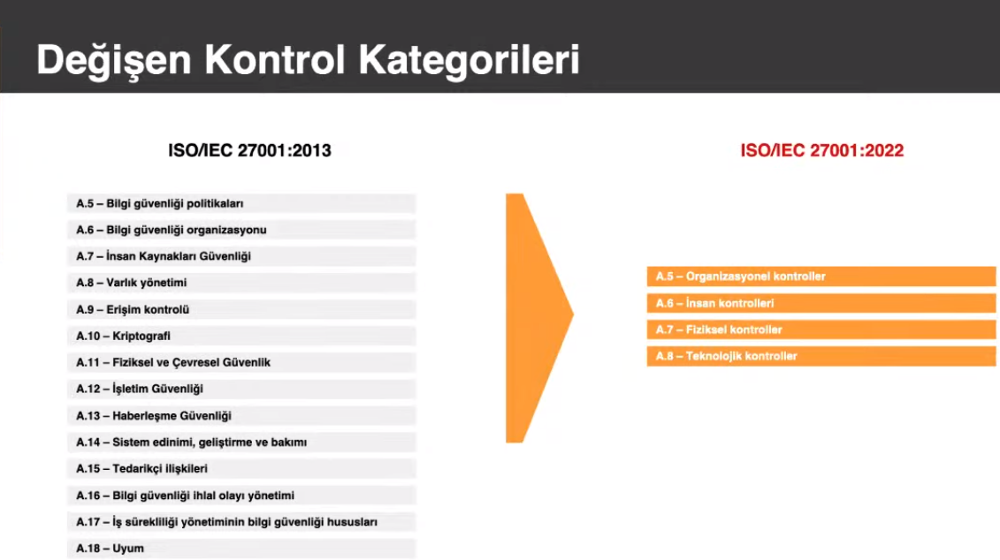 Değişen Kontrol Kategorileri
ISO/IEC 27001:2013
A.5 – Bilgi güvenliği politikaları
A.6 – Bilgi güvenliği organizasyonu
A.7 – İnsan Kaynakları Güvenliği
A.8 – Varlık yönetimi
A.9 – Erişim kontrolü
A.10 – Kriptografi
A.11 – Fiziksel ve Çevresel Güvenlik
A.12 – İşletim Güvenliği
A.13 – Haberleşme Güvenliği
A.14 – Sistem edinimi, geliştirme ve bakımı
A.15 – Tedarikçi ilişkileri
A.16 – Bilgi güvenliği ihlal olayı yönetimi
A.17 – İş sürekliliği yönetiminin bilgi güvenliği hususları
A.18 – Uyum
ISO/IEC 27001:2022
A.5 – Organizasyonel kontroller
A.6 – İnsan kontrolleri
A.7 – Fiziksel kontroller
A.8 – Teknolojik kontroller